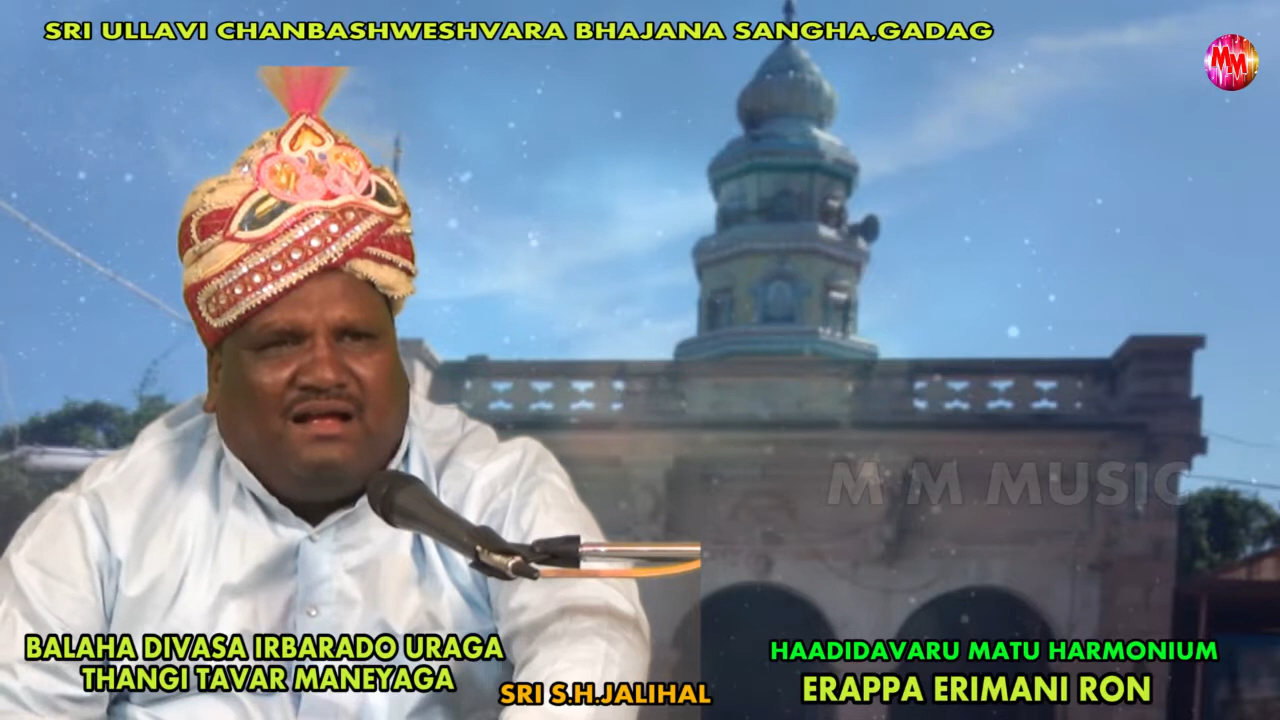 SRI ULLAVI CHANBASHWESHVARA BHAJANA SANGHA,GADAG
MM
M M MUSIC
BALAHA DIVASA IRBARADO URAGA
THANGI TAVAR MANEYAGA
SRI S.H.JALIHAL
HAADIDAVARU MATU HARMONIUM
ERAPPA ERIMANI RON